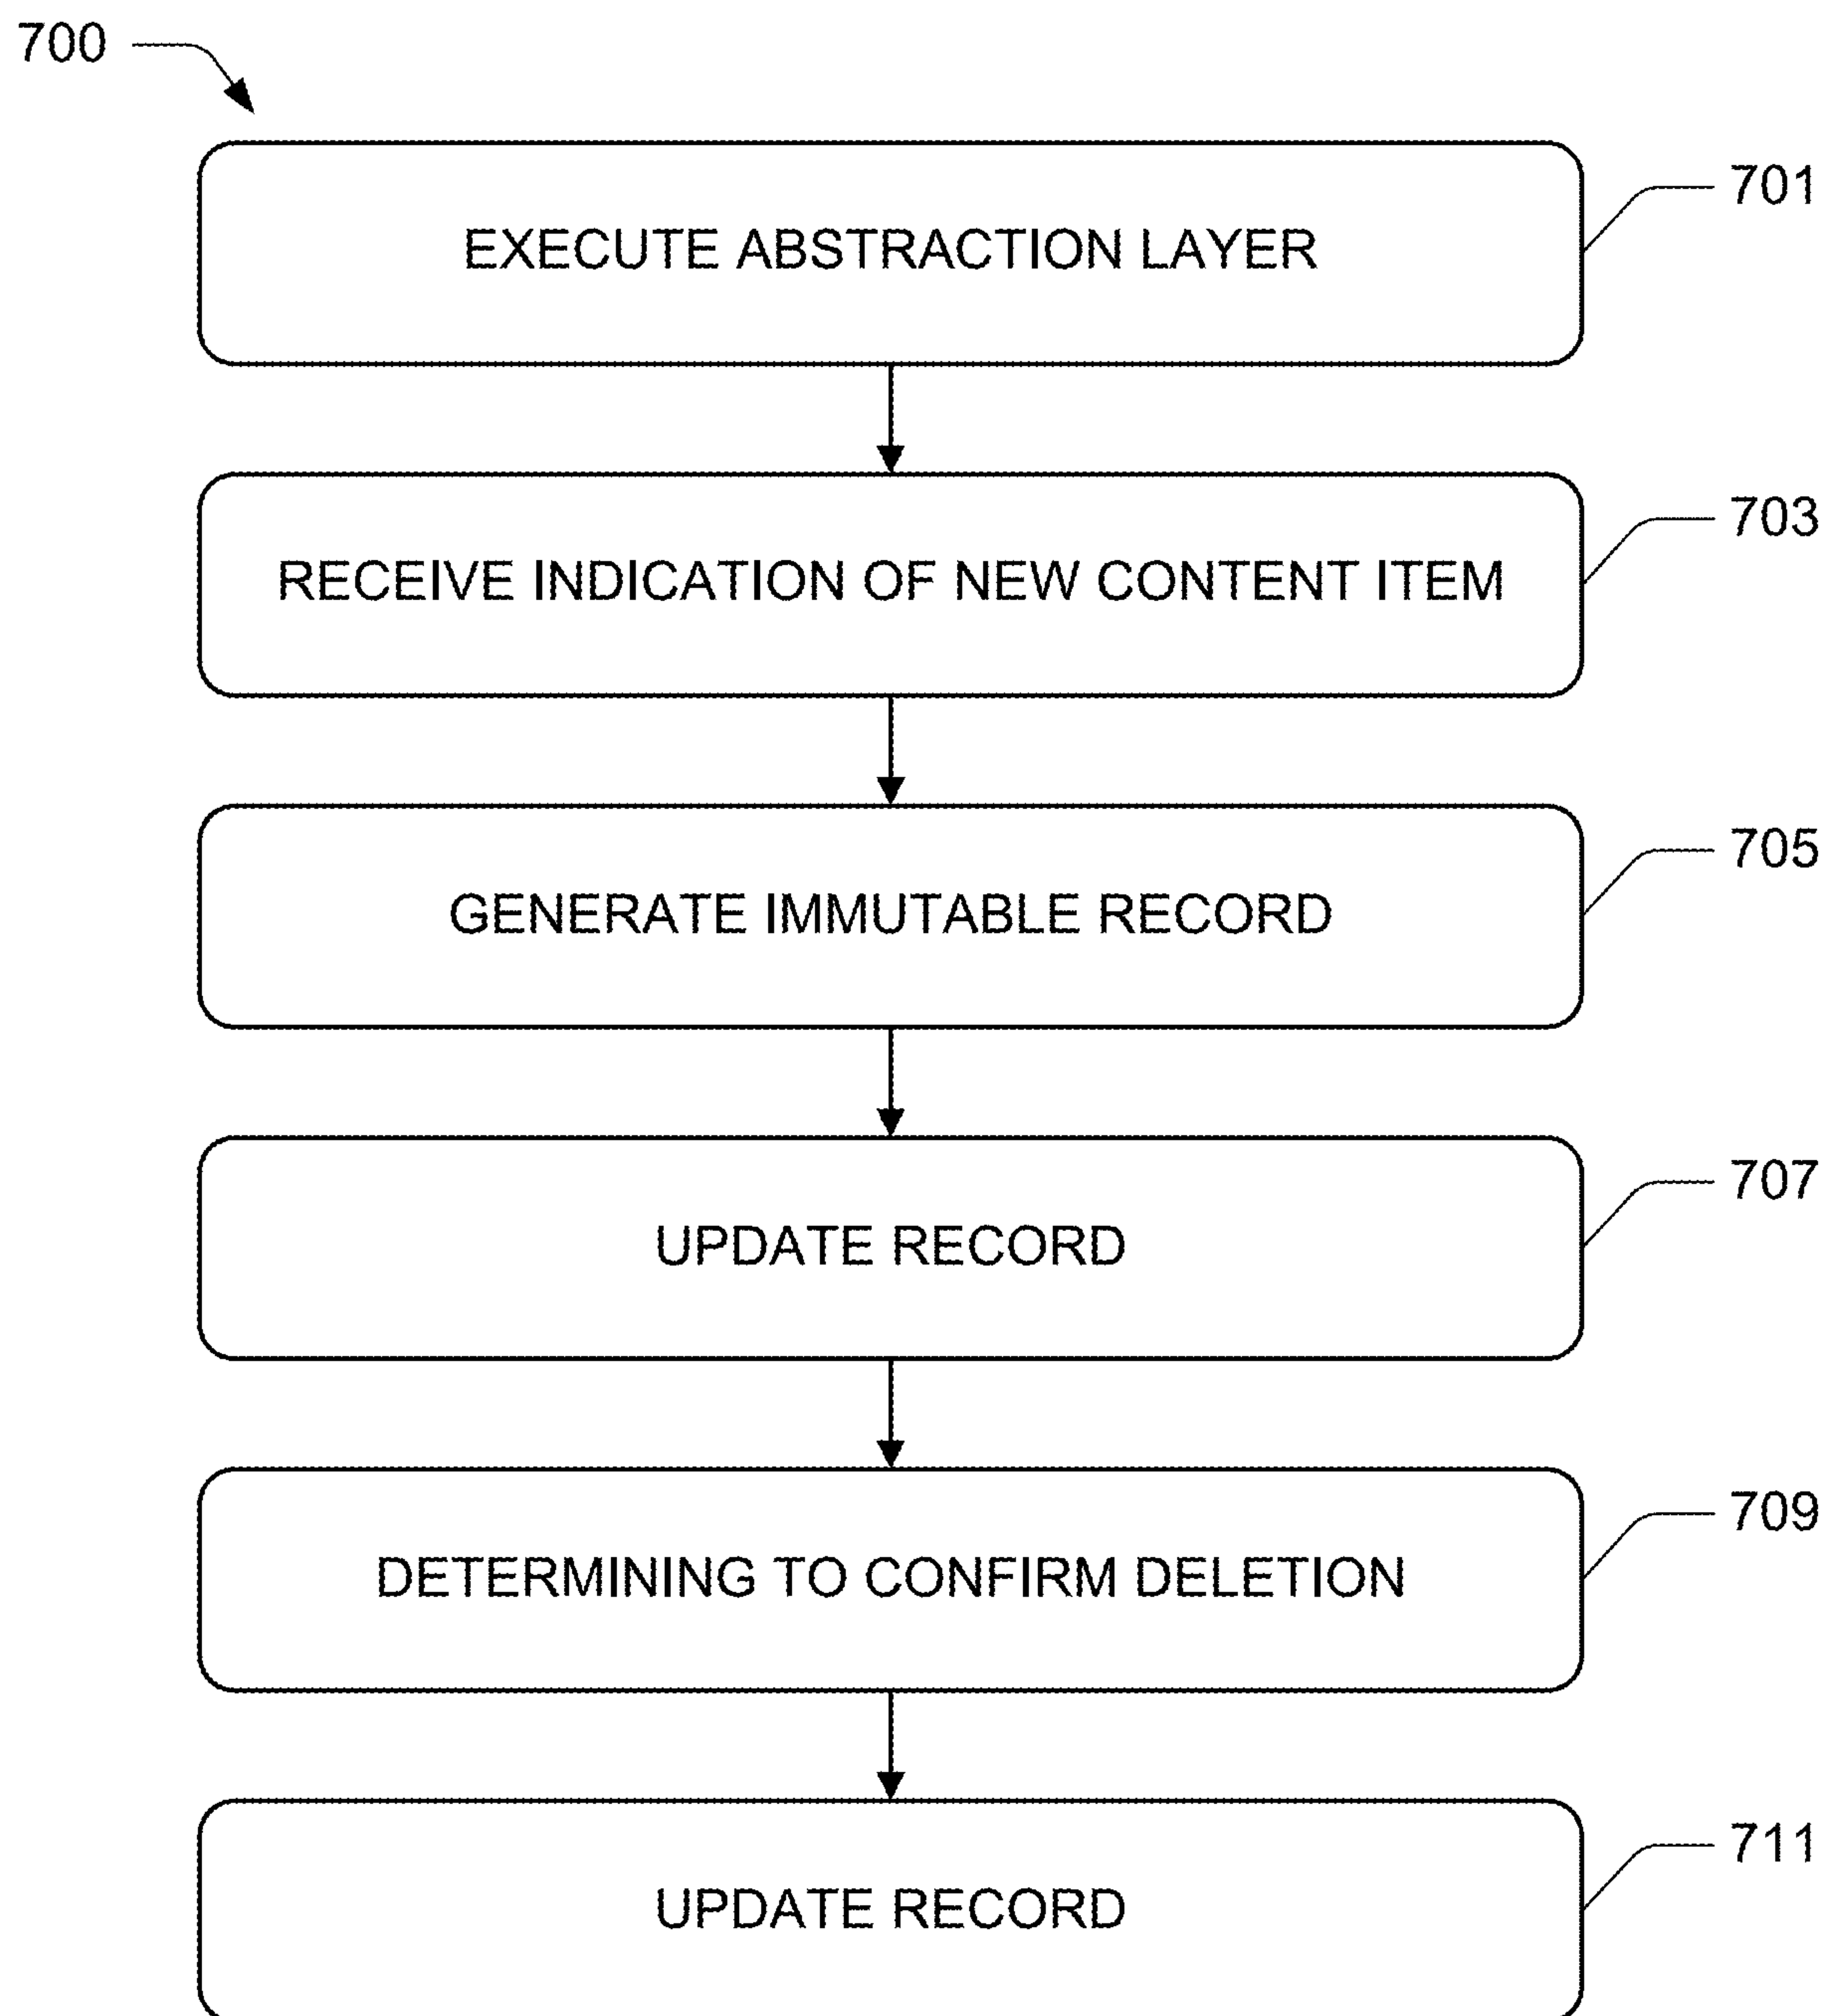 700
EXECUTE ABSTRACTION LAYER
701
RECEIVE INDICATION OF NEW CONTENT ITEM
703
GENERATE IMMUTABLE RECORD
705
UPDATE RECORD
707
DETERMINING TO CONFIRM DELETION
709
UPDATE RECORD
711